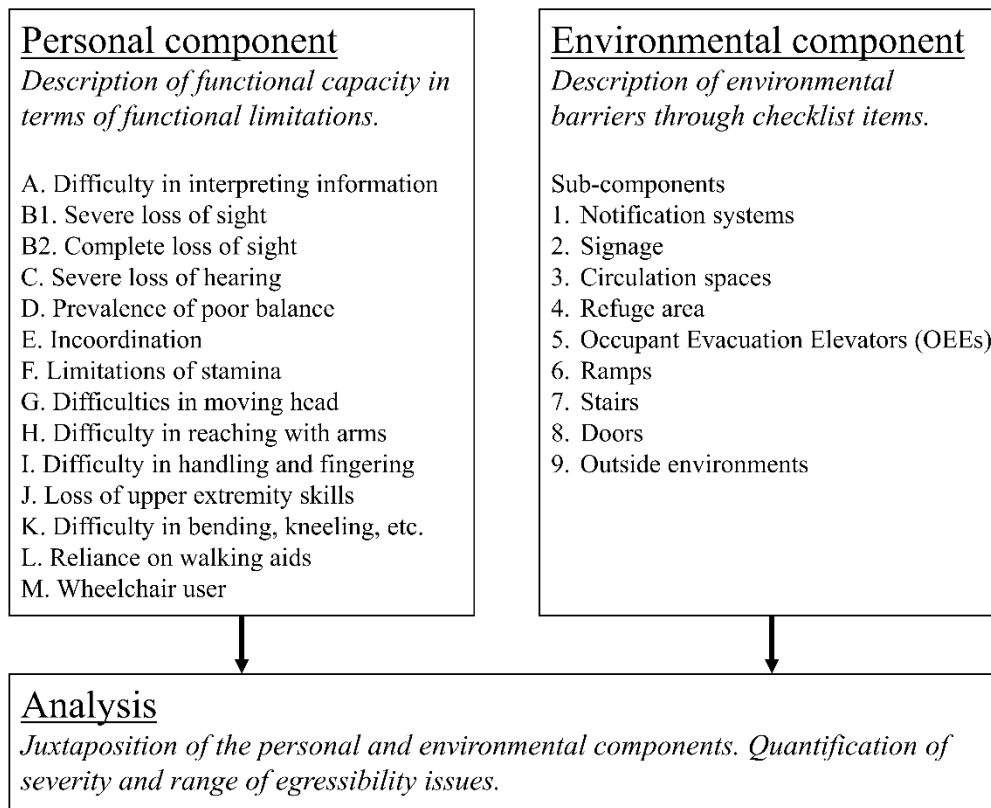 Personal component
Description of functional capacity in
terms of functional limitations.
A. Difficulty in interpreting information
B1. Severe loss of sight
B2. Complete loss of sight
C. Severe loss of hearing
D. Prevalence of poor balance
E. Incoordination
F. Limitations of stamina
G. Difficulties in moving head
H. Difficulty in reaching with arms
I. Difficulty in handling and fingering
J. Loss of upper extremity skills
K. Difficulty in bending, kneeling, etc.
L. Reliance on walking aids
M. Wheelchair user
Environmental component
Description of environmental
barriers through checklist items.
Sub-components
1. Notification systems
2. Signage
3. Circulation spaces
4. Refuge area
5. Occupant Evacuation Elevators (OEEs)
6. Ramps
7. Stairs
8. Doors
9. Outside environments
Analysis
Juxtaposition of the personal and environmental components. Quantification of
severity and range of egressibility issues.